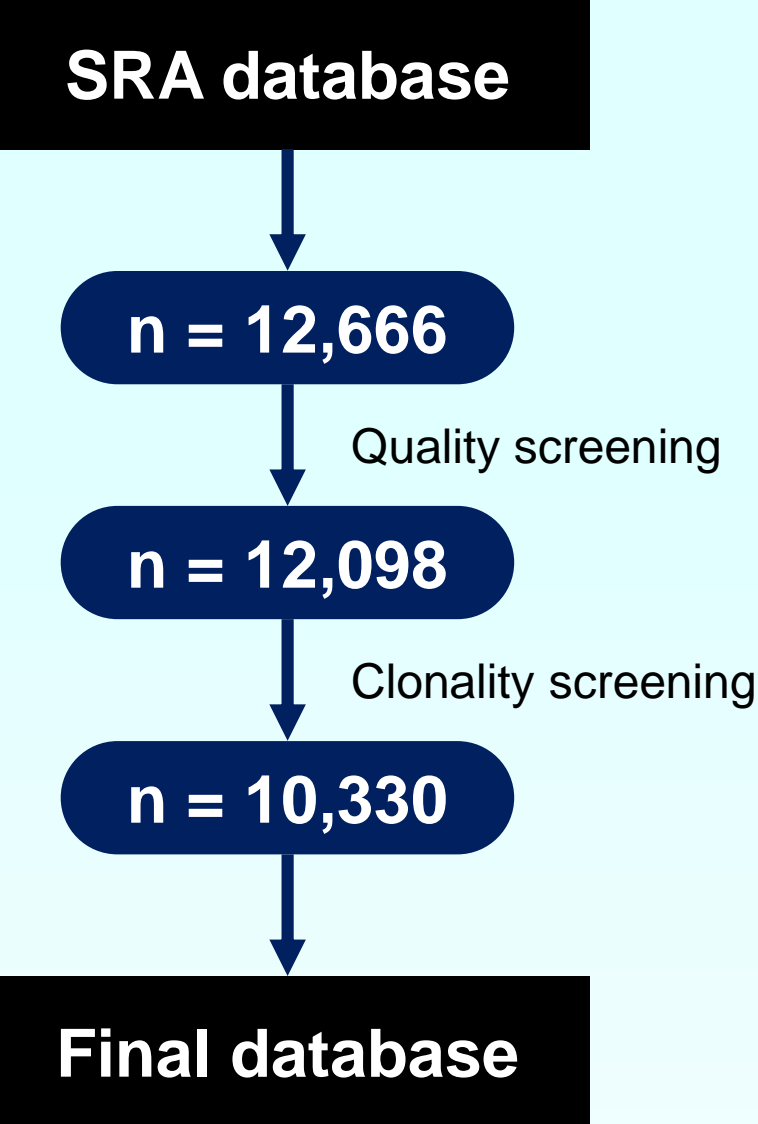 SRA database
n = 12,666
Quality screening
n = 12,098
Clonality screening
n = 10,330
Final database